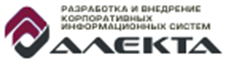 РАЗРАБОТКА И ВНЕДРЕНИЕ
КОРПОРАТИВНЫХ
ИНФОРМАЦИОННЫХ СИСТЕМ
АЛЕКТА